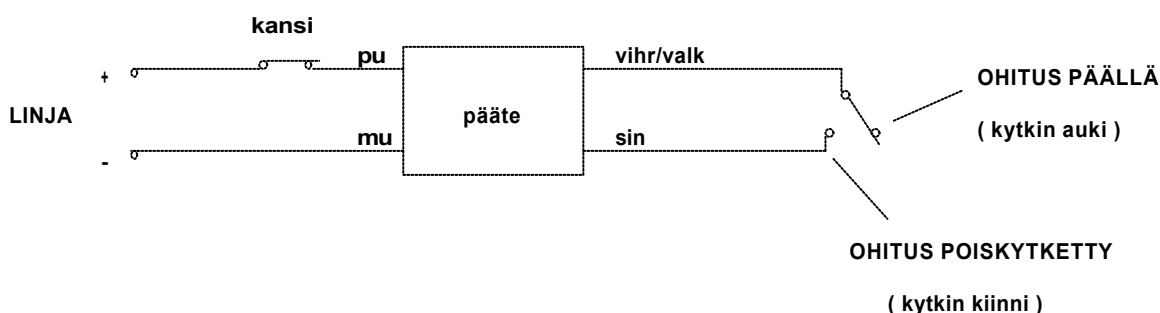 kansi
+
pu
vihr/valk
OHITUS PÄÄLLÄ
LINJA
pääte
( kytkin auki )
-
mu
sin
OHITUS POISKYTKETTY
( kytkin kiinni )